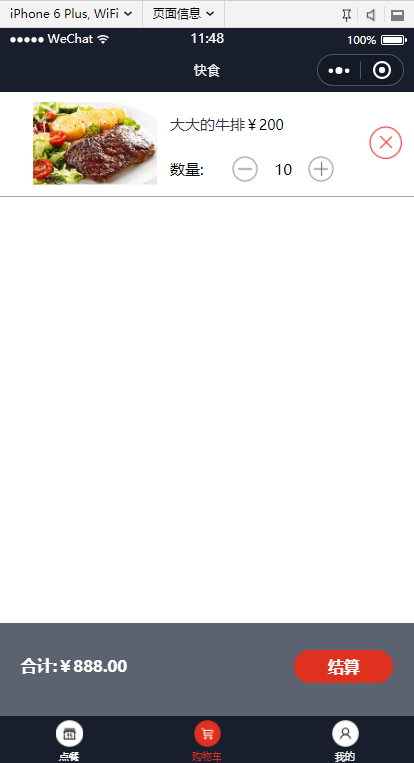 iPhone 6 Plus, WiFi 页面信息
●●●●● WeChat 11:48 100%
快食
大大的牛排￥200
数量: 10
合计:￥888.00 结算
点餐 购物车 我的